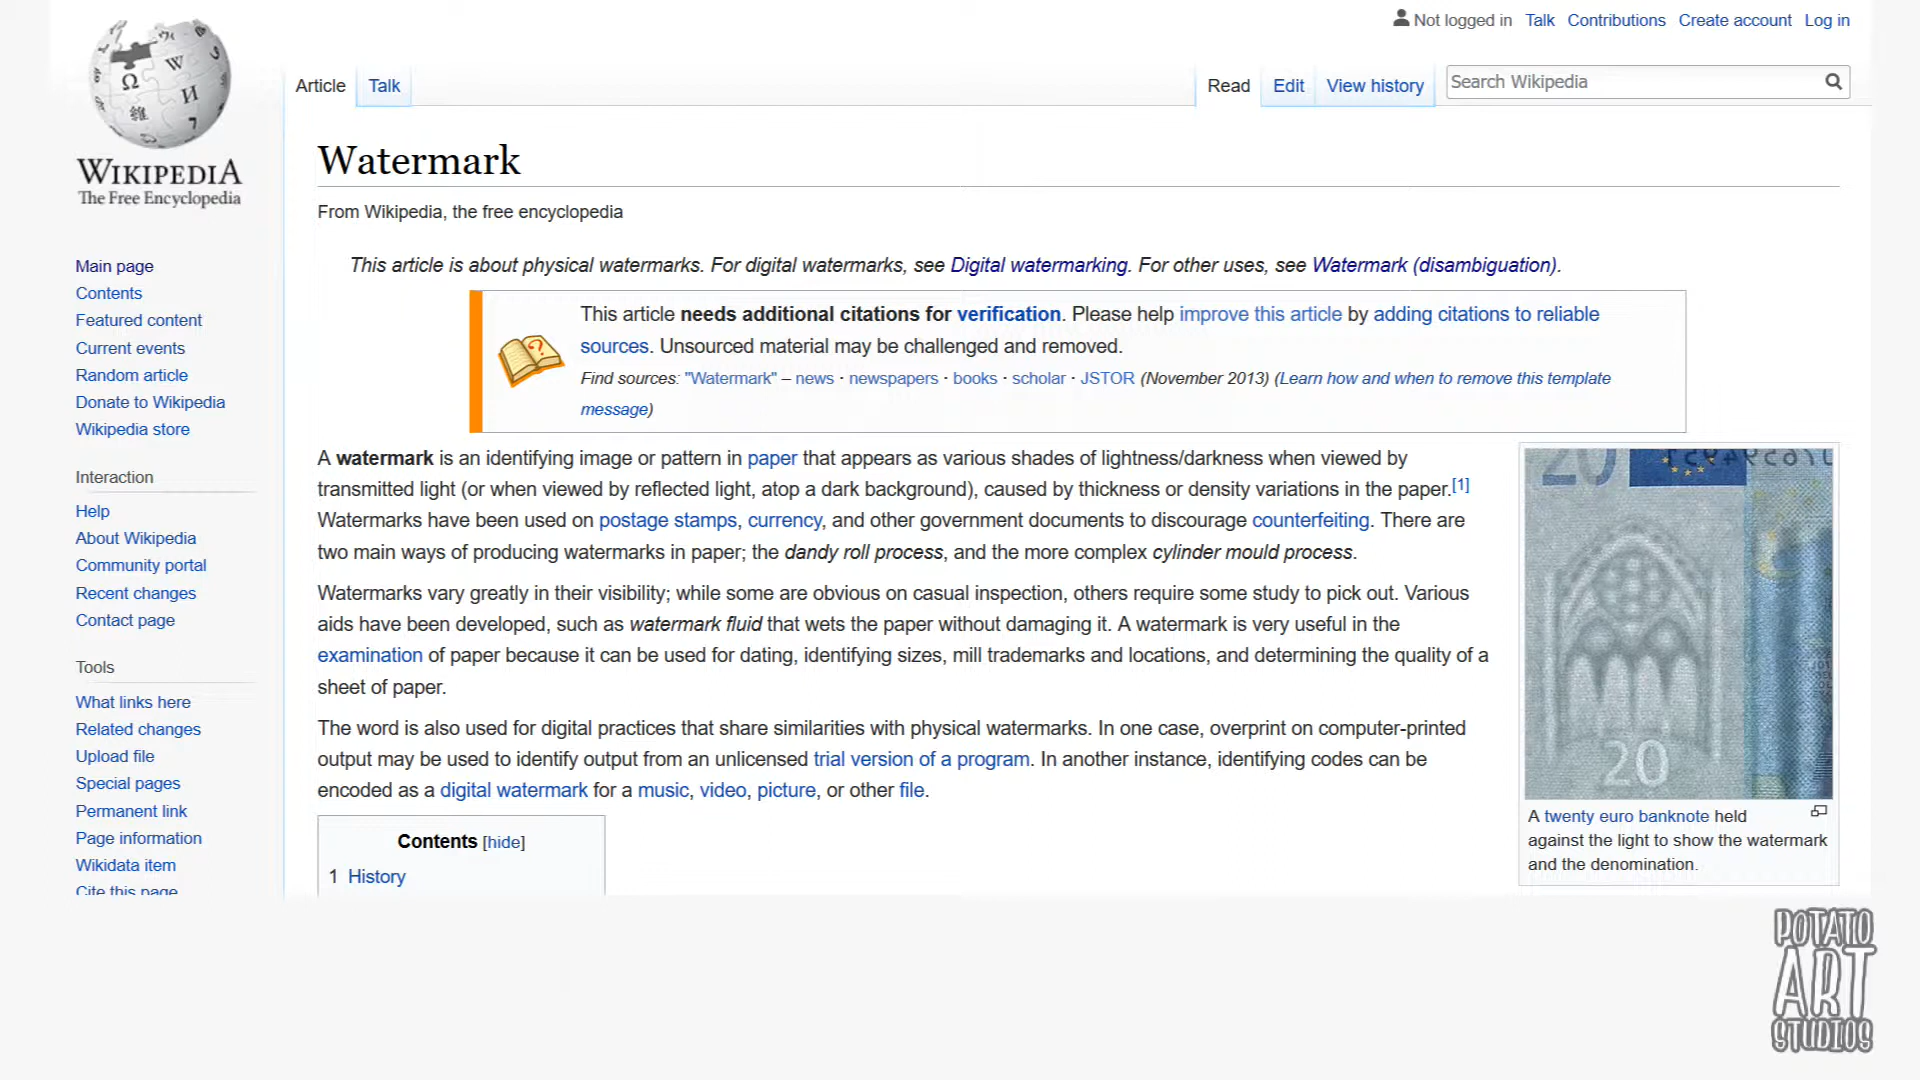 Not logged in Talk Contributions Create account Log in
Article Talk Read Edit View history Search Wikipedia
WIKIPEDIA
The Free Encyclopedia
Main page
Contents
Featured content
Current events
Random article
Donate to Wikipedia
Wikipedia store
Interaction
Help
About Wikipedia
Community portal
Recent changes
Contact page
Tools
What links here
Related changes
Upload file
Special pages
Permanent link
Page information
Wikidata item
Cite this page
Watermark
From Wikipedia, the free encyclopedia
This article is about physical watermarks. For digital watermarks, see Digital watermarking. For other uses, see Watermark (disambiguation).
This article needs additional citations for verification. Please help improve this article by adding citations to reliable
sources. Unsourced material may be challenged and removed.
Find sources: "Watermark" – news · newspapers · books · scholar · JSTOR (November 2013) (Learn how and when to remove this template
message)
A watermark is an identifying image or pattern in paper that appears as various shades of lightness/darkness when viewed by
transmitted light (or when viewed by reflected light, atop a dark background), caused by thickness or density variations in the paper.[1]
Watermarks have been used on postage stamps, currency, and other government documents to discourage counterfeiting. There are
two main ways of producing watermarks in paper; the dandy roll process, and the more complex cylinder mould process.
Watermarks vary greatly in their visibility; while some are obvious on casual inspection, others require some study to pick out. Various
aids have been developed, such as watermark fluid that wets the paper without damaging it. A watermark is very useful in the
examination of paper because it can be used for dating, identifying sizes, mill trademarks and locations, and determining the quality of a
sheet of paper.
The word is also used for digital practices that share similarities with physical watermarks. In one case, overprint on computer-printed
output may be used to identify output from an unlicensed trial version of a program. In another instance, identifying codes can be
encoded as a digital watermark for a music, video, picture, or other file.
Contents [hide]
1 History
20
20
A twenty euro banknote held
against the light to show the watermark
and the denomination.
POTATO
ART
STUDIOS